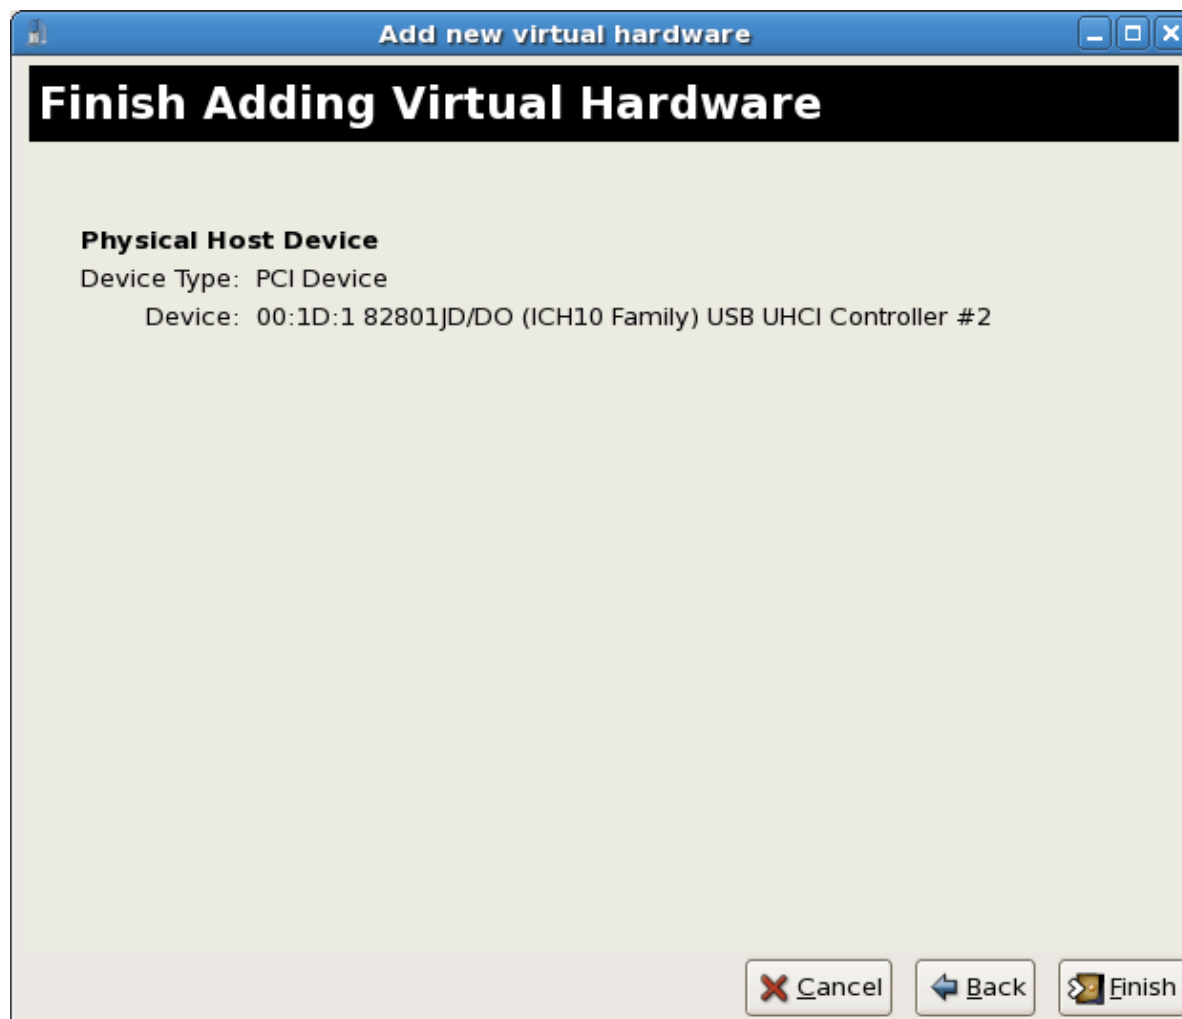 Add new virtual hardware
Finish Adding Virtual Hardware
Physical Host Device
Device Type: PCI Device
Device: 00:1D:1 82801JD/DO (ICH10 Family) USB UHCI Controller #2
Cancel Back Finish